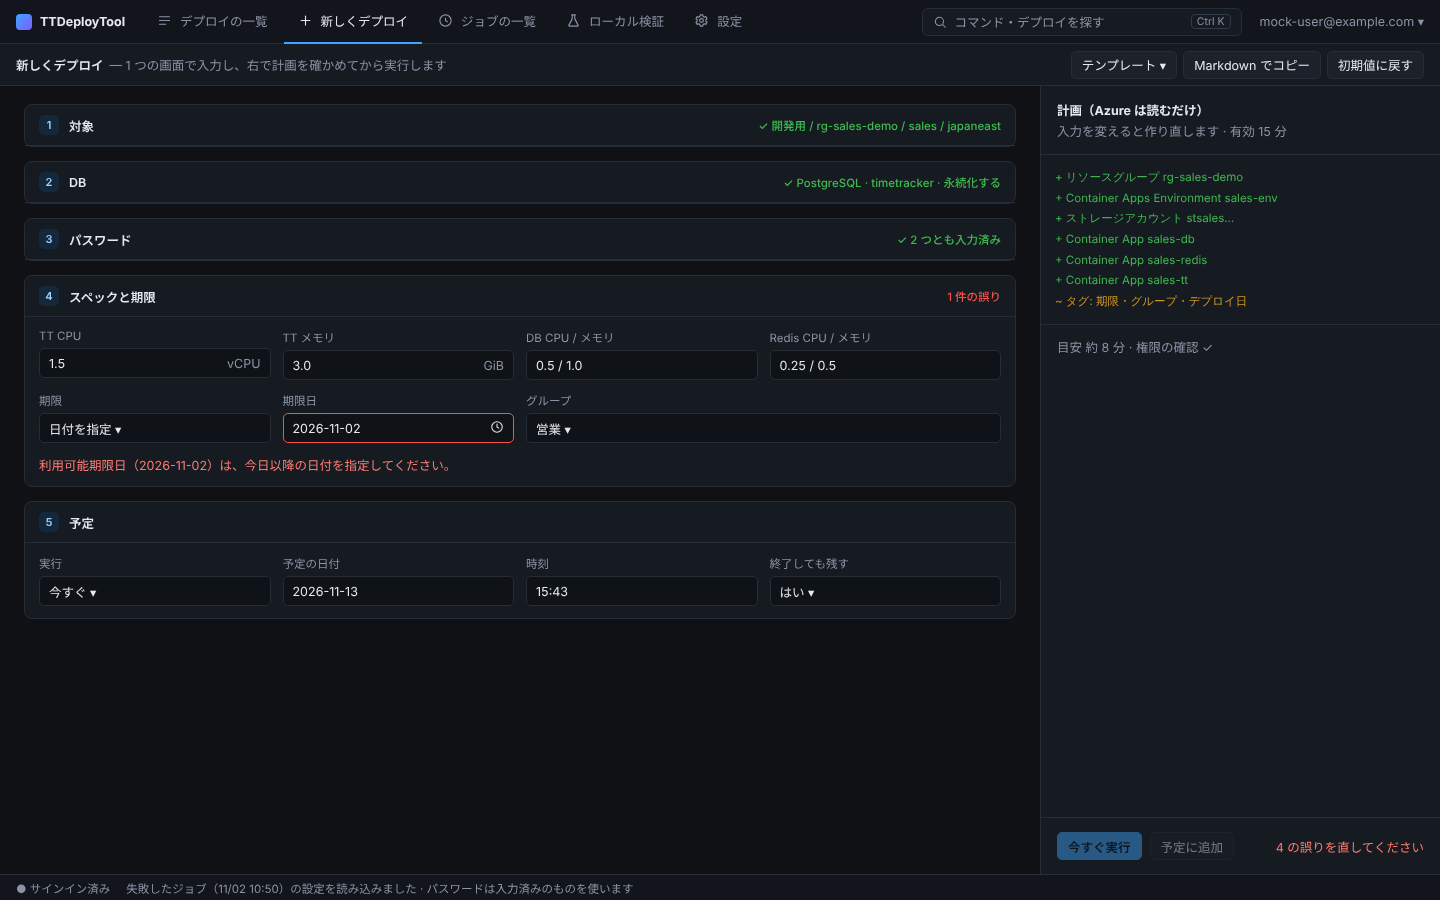 TTDeployTool デプロイの一覧 新しくデプロイ ジョブの一覧 ローカル検証 設定 コマンド・デプロイを探す Ctrl K mock-user@example.com ▾
新しくデプロイ — 1 つの画面で入力し、右で計画を確かめてから実行します テンプレート ▾ Markdown でコピー 初期値に戻す
1 対象 ✓ 開発用 / rg-sales-demo / sales / japaneast
2 DB ✓ PostgreSQL · timetracker · 永続化する
3 パスワード ✓ 2 つとも入力済み
4 スペックと期限 1 件の誤り
TT CPU TT メモリ DB CPU / メモリ Redis CPU / メモリ
1.5 vCPU 3.0 GiB 0.5 / 1.0 0.25 / 0.5
期限 期限日 グループ
日付を指定 ▾ 2026-11-02 営業 ▾
利用可能期限日（2026-11-02）は、今日以降の日付を指定してください。
5 予定
実行 予定の日付 時刻 終了しても残す
今すぐ ▾ 2026-11-13 15:43 はい ▾
計画（Azure は読むだけ）
入力を変えると作り直します · 有効 15 分
+ リソースグループ rg-sales-demo
+ Container Apps Environment sales-env
+ ストレージアカウント stsales…
+ Container App sales-db
+ Container App sales-redis
+ Container App sales-tt
~ タグ: 期限・グループ・デプロイ日
目安 約 8 分 · 権限の確認 ✓
今すぐ実行 予定に追加 4 の誤りを直してください
● サインイン済み 失敗したジョブ（11/02 10:50）の設定を読み込みました · パスワードは入力済みのものを使います